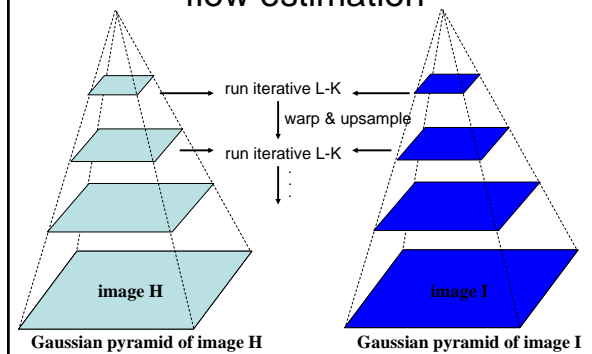 flow estimation
run iterative L-K
warp & upsample
run iterative L-K
.
.
.
image H
image I
Gaussian pyramid of image H
Gaussian pyramid of image I